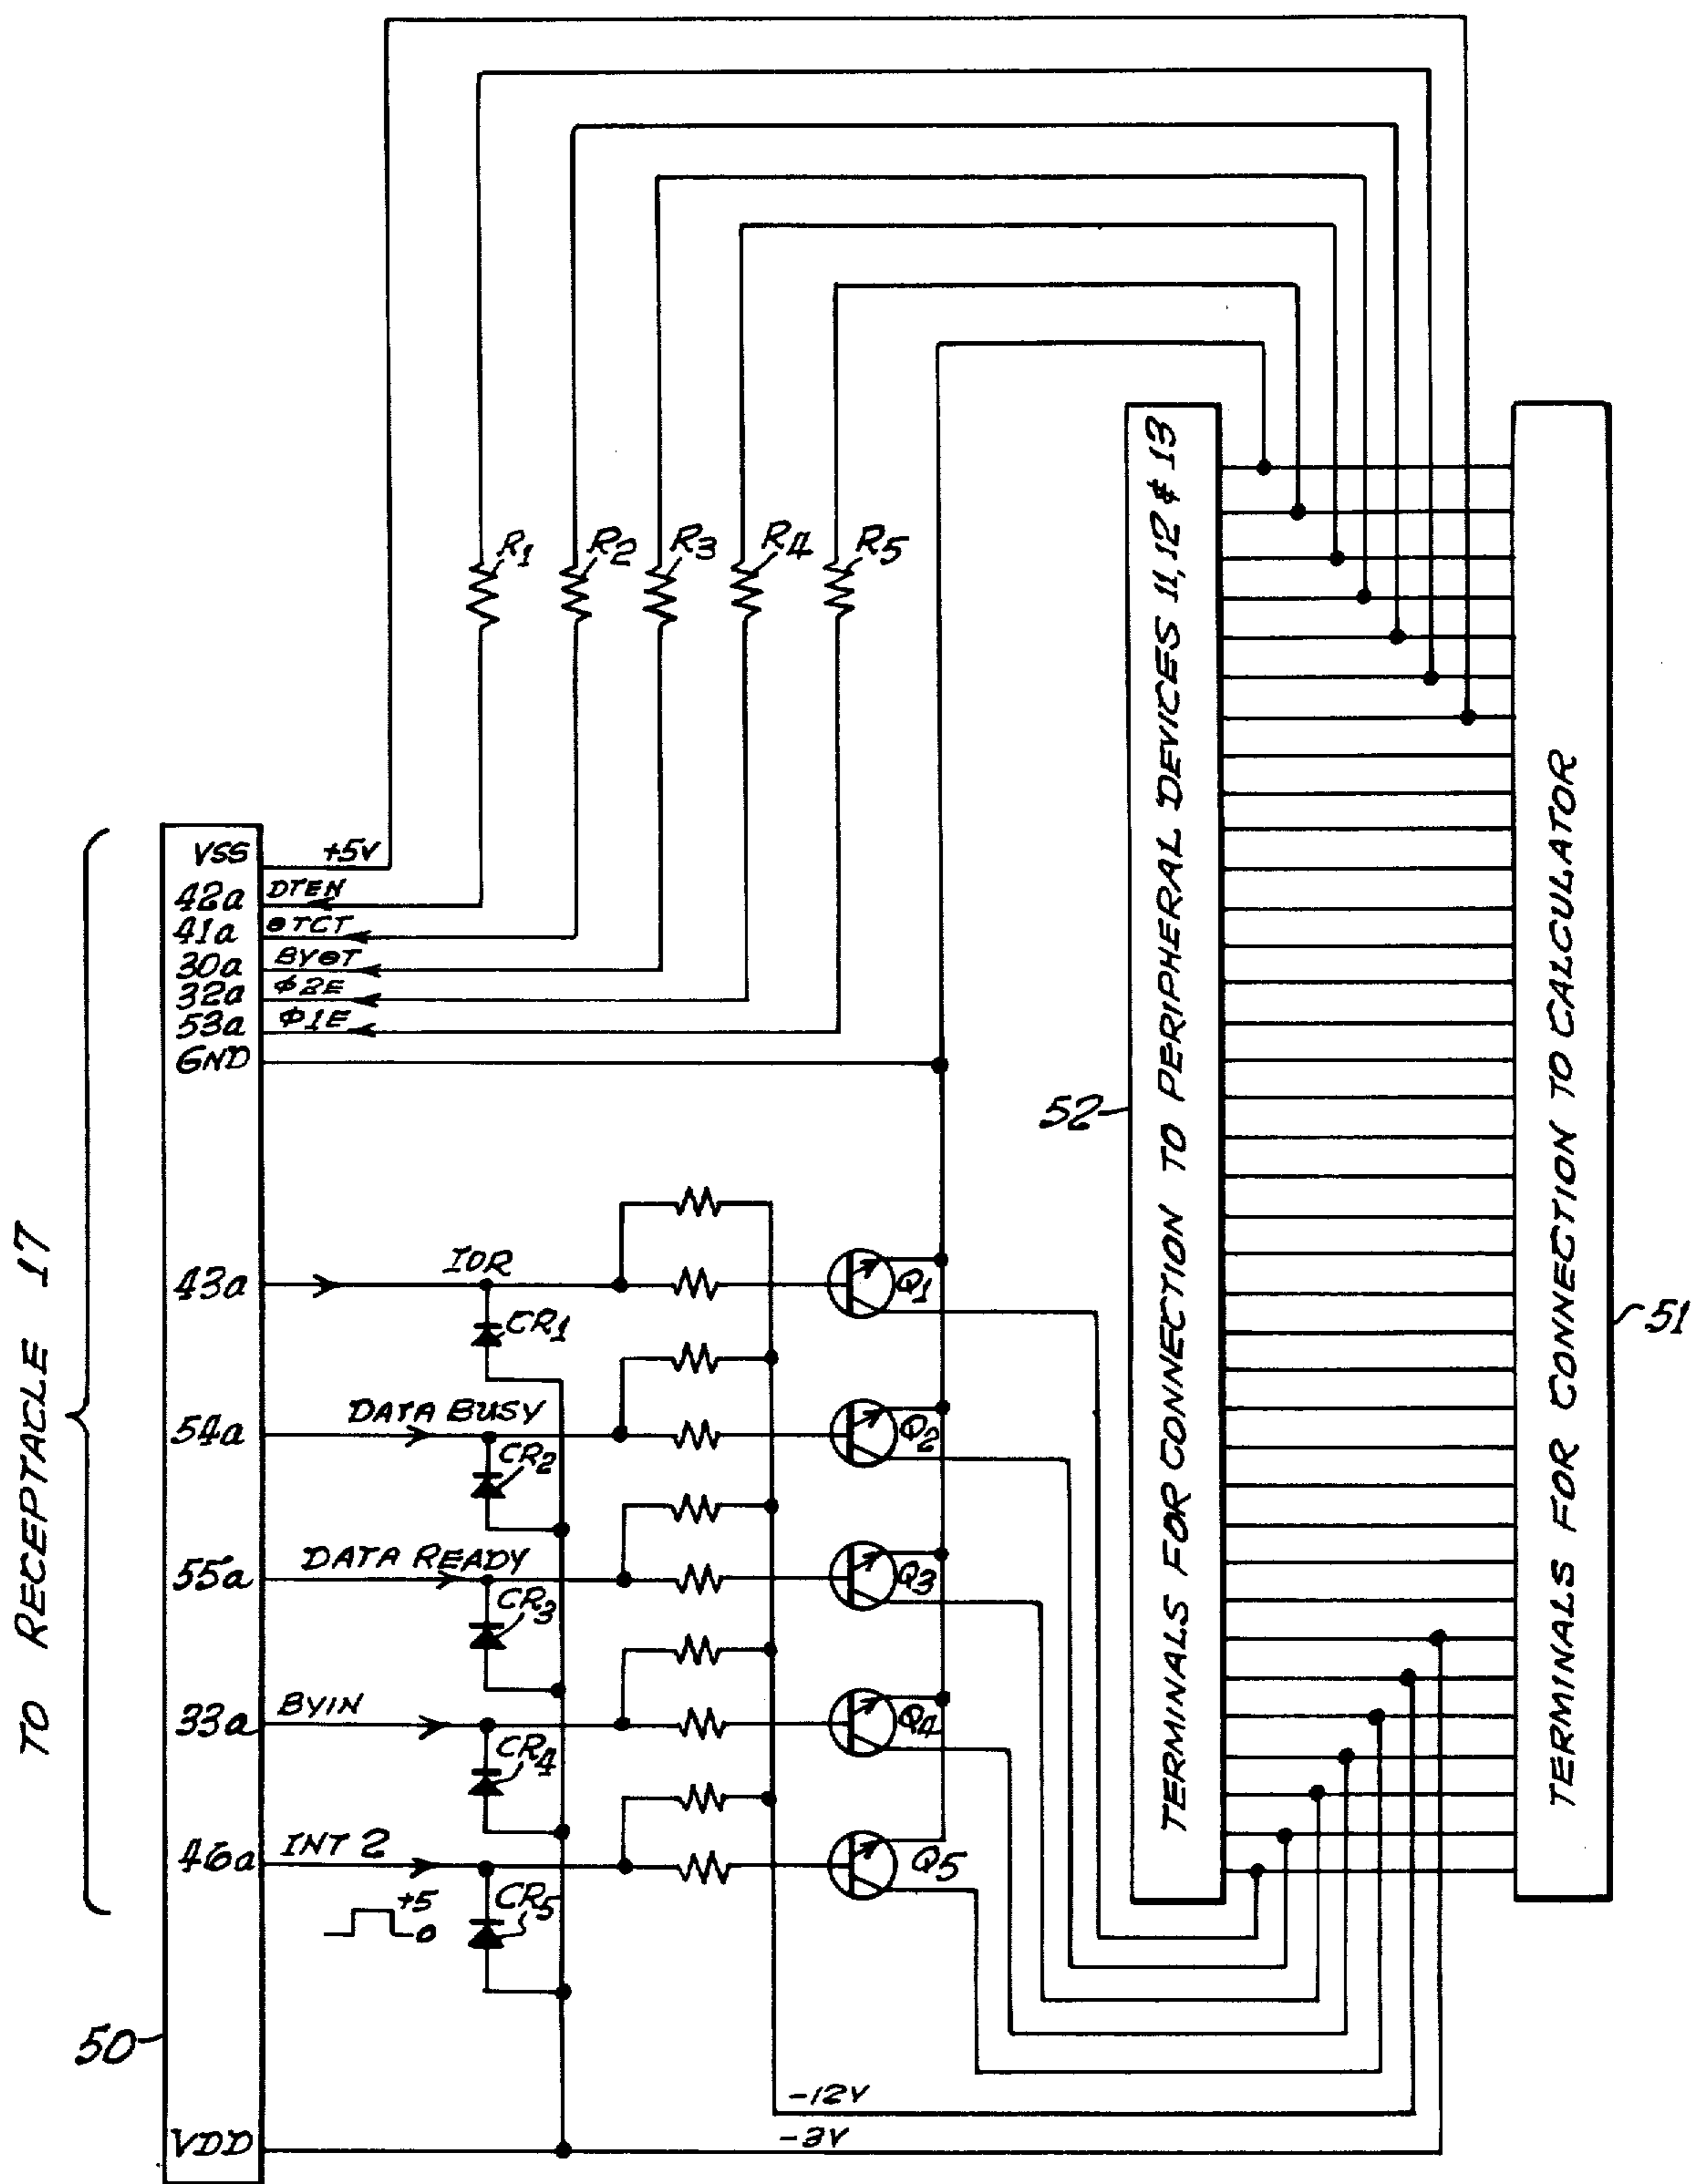 R1
R2
R3
R4
R5
TO RECEPTACLE 17
VSS +5V
42a DTEN
41a ΘTCT
30a BYΘT
32a Φ2E
53a Φ1E
GND
43a IOR
CR1
Q1
54a DATA BUSY
CR2
Q2
55a DATA READY
CR3
Q3
33a BYIN
CR4
Q4
46a INT 2
+5
0
CR5
Q5
50
VDD
-12V
-3V
52
TERMINALS FOR CONNECTION TO PERIPHERAL DEVICES 11, 12 & 13
TERMINALS FOR CONNECTION TO CALCULATOR
51